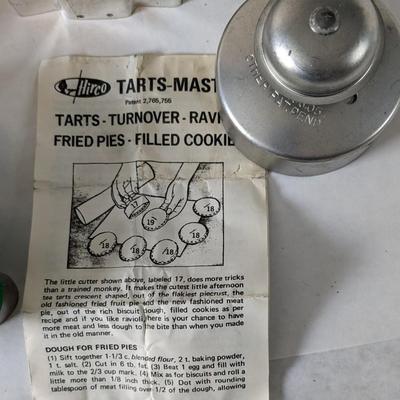 Hirco TARTS-MAST
Patent 2,765,755
TARTS - TURNOVER - RAVI
FRIED PIES - FILLED COOKIE
17
19
18
18
18
18
18
The little cutter shown above, labeled 17, does more tricks
than a trained monkey. It makes the cutest little afternoon
tea tarts crescent shaped, out of the flakiest piecrust, the
old fashioned fried fruit pie and the new fashioned meat
pie, out of the rich biscuit dough, filled cookies as per
recipe and if you like ravioli, here is your chance to have
more meat and less dough to the bite than when you made
it in the old manner.
DOUGH FOR FRIED PIES
(1) Sift together 1-1/3 c. blended flour, 2 t. baking powder,
1 t. salt. (2) Cut in 6 tb. fat. (3) Beat 1 egg and fill with
milk to the 2/3 cup mark. (4) Mix as for biscuits and roll a
little more than 1/8 inch thick. (5) Dot with rounding
tablespoon of meat filling over 1/2 of the dough, allowing